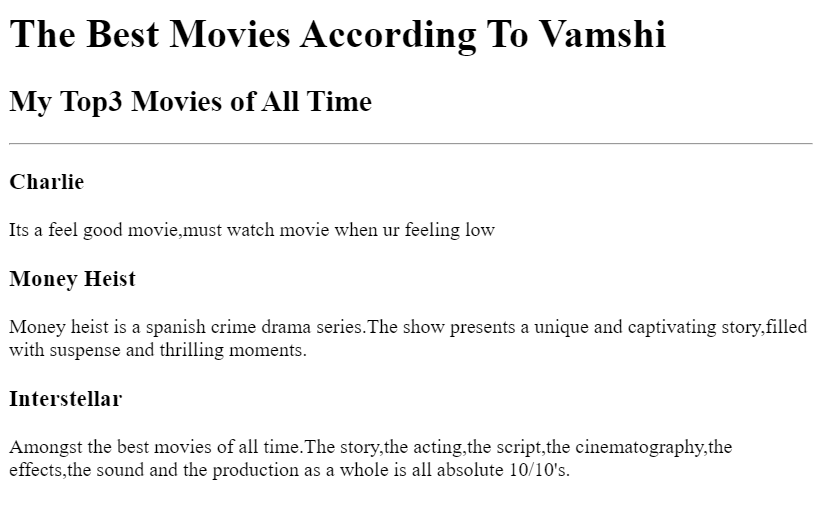 The Best Movies According To Vamshi
My Top3 Movies of All Time
Charlie
Its a feel good movie,must watch movie when ur feeling low
Money Heist
Money heist is a spanish crime drama series.The show presents a unique and captivating story,filled
with suspense and thrilling moments.
Interstellar
Amongst the best movies of all time.The story,the acting,the script,the cinematography,the
effects,the sound and the production as a whole is all absolute 10/10's.